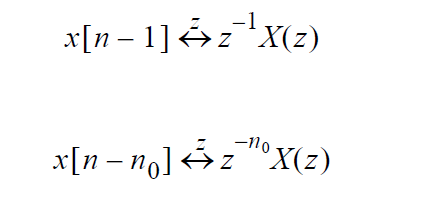 x[n – 1] ↔ᶻ z⁻¹X(z)
x[n – n₀] ↔ᶻ z^{–n₀}X(z)